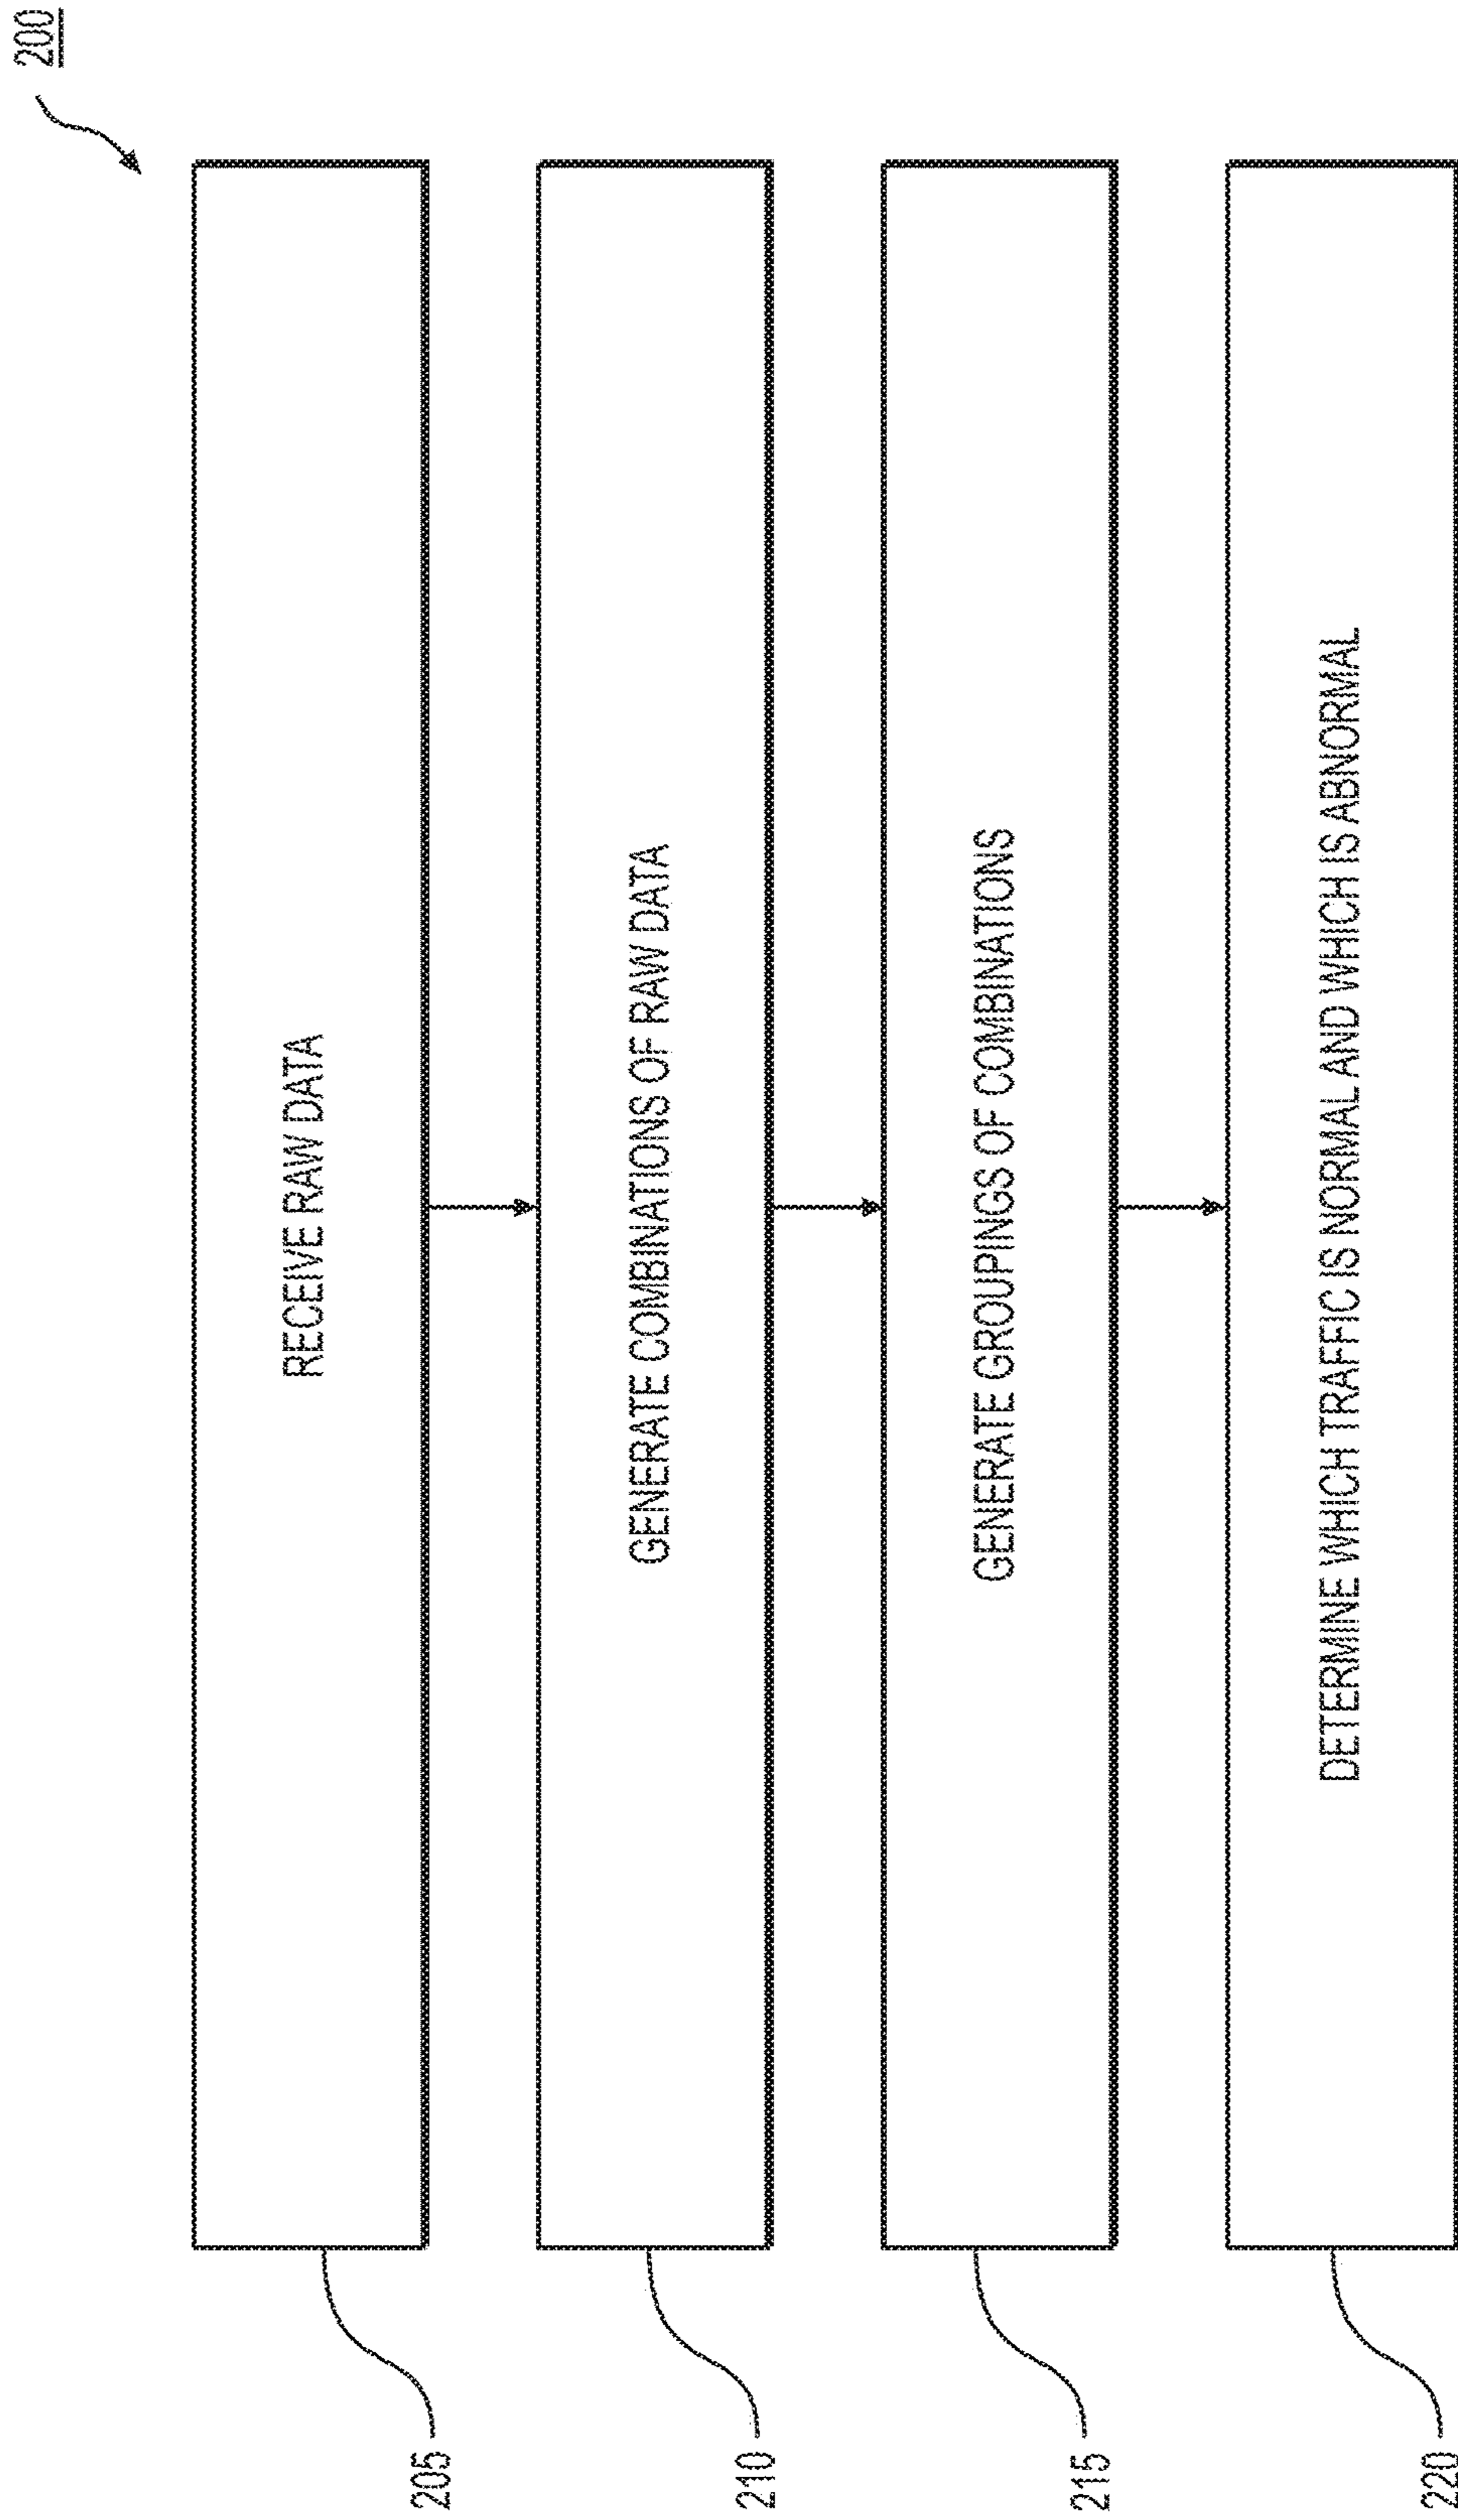 200
205
RECEIVE RAW DATA
210
GENERATE COMBINATIONS OF RAW DATA
215
GENERATE GROUPINGS OF COMBINATIONS
220
DETERMINE WHICH TRAFFIC IS NORMAL AND WHICH IS ABNORMAL